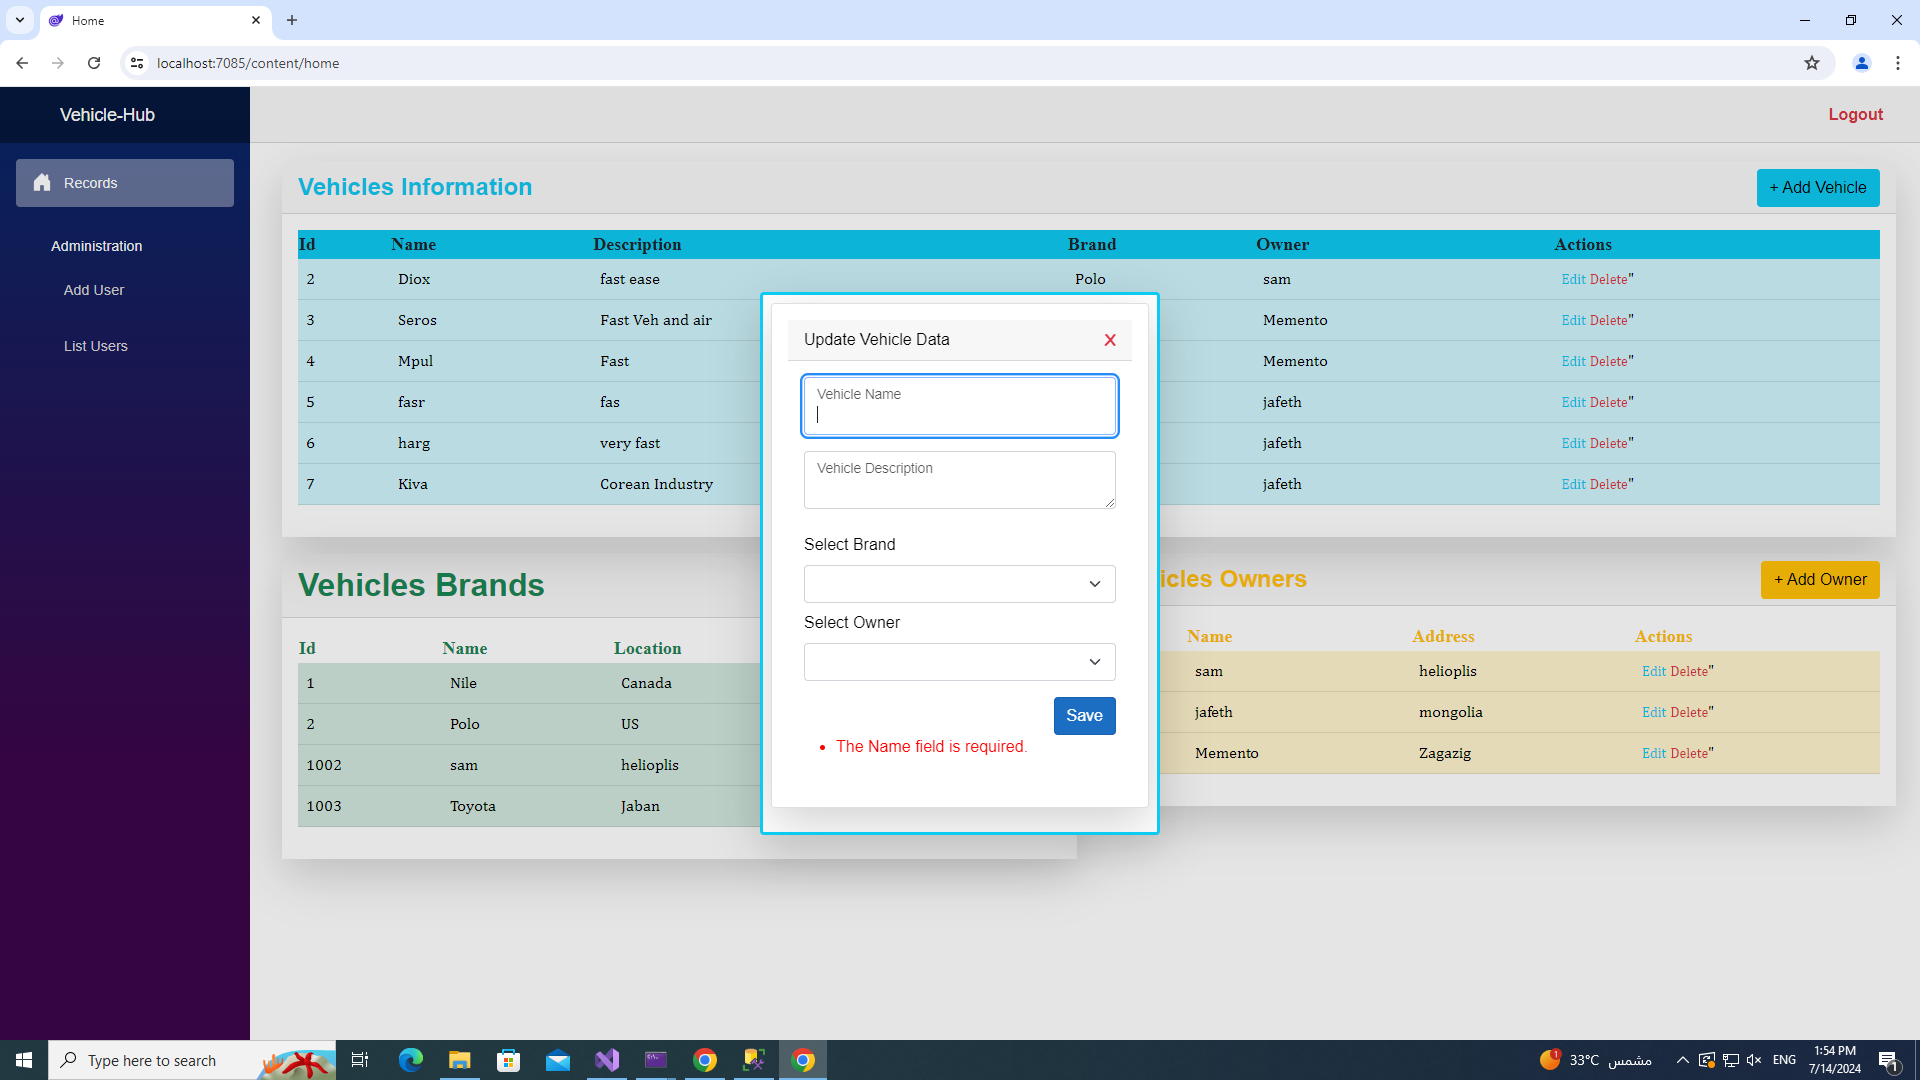 Home
localhost:7085/content/home
Vehicle-Hub
Logout
Records
Administration
Add User
List Users
Vehicles Information
+ Add Vehicle
Id Name Description Brand Owner Actions
2 Diox fast ease Polo sam Edit Delete"
3 Seros Fast Veh and air Memento Edit Delete"
4 Mpul Fast Memento Edit Delete"
5 fasr fas jafeth Edit Delete"
6 harg very fast jafeth Edit Delete"
7 Kiva Corean Industry jafeth Edit Delete"
Update Vehicle Data X
Vehicle Name
Vehicle Description
Select Brand
Select Owner
Save
The Name field is required.
Vehicles Brands
Id Name Location
1 Nile Canada
2 Polo US
1002 sam helioplis
1003 Toyota Jaban
icles Owners
+ Add Owner
Name Address Actions
sam helioplis Edit Delete"
jafeth mongolia Edit Delete"
Memento Zagazig Edit Delete"
Type here to search
1
33°C مشمس
ENG
1:54 PM
7/14/2024
1